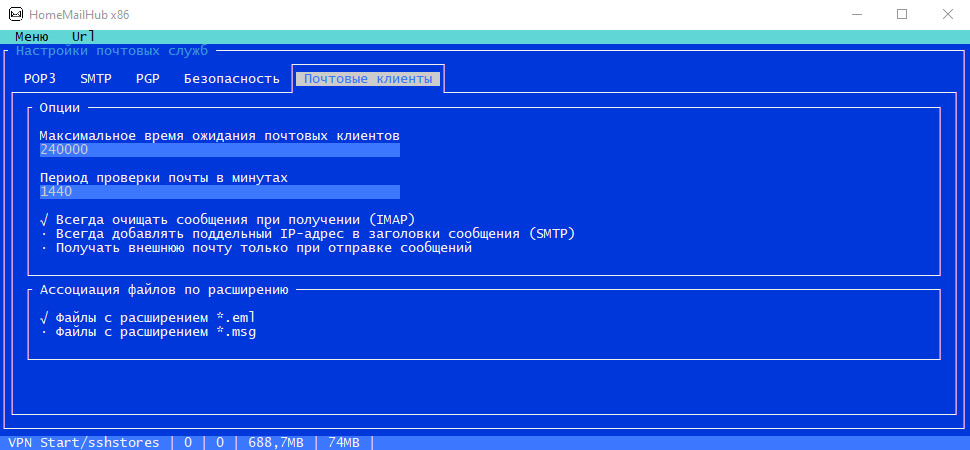 HomeMailHub x86
Меню Url
Настройки почтовых служб
POP3 SMTP PGP Безопасность Почтовые клиенты
Опции
Максимальное время ожидания почтовых клиентов
240000
Период проверки почты в минутах
1440
√ Всегда очищать сообщения при получении (IMAP)
· Всегда добавлять поддельный IP-адрес в заголовки сообщения (SMTP)
· Получать внешнюю почту только при отправке сообщений
Ассоциация файлов по расширению
√ Файлы с расширением *.eml
· Файлы с расширением *.msg
VPN Start/sshstores | 0 | 0 | 688,7MB | 74MB |